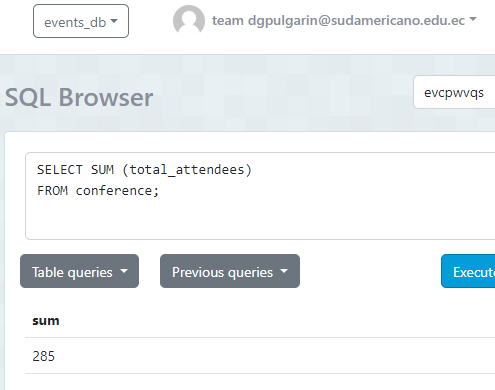 events_db
team dgpulgarin@sudamericano.edu.ec
SQL Browser
evcpwvqs
SELECT SUM (total_attendees)
FROM conference;
Table queries
Previous queries
Execute
sum
285